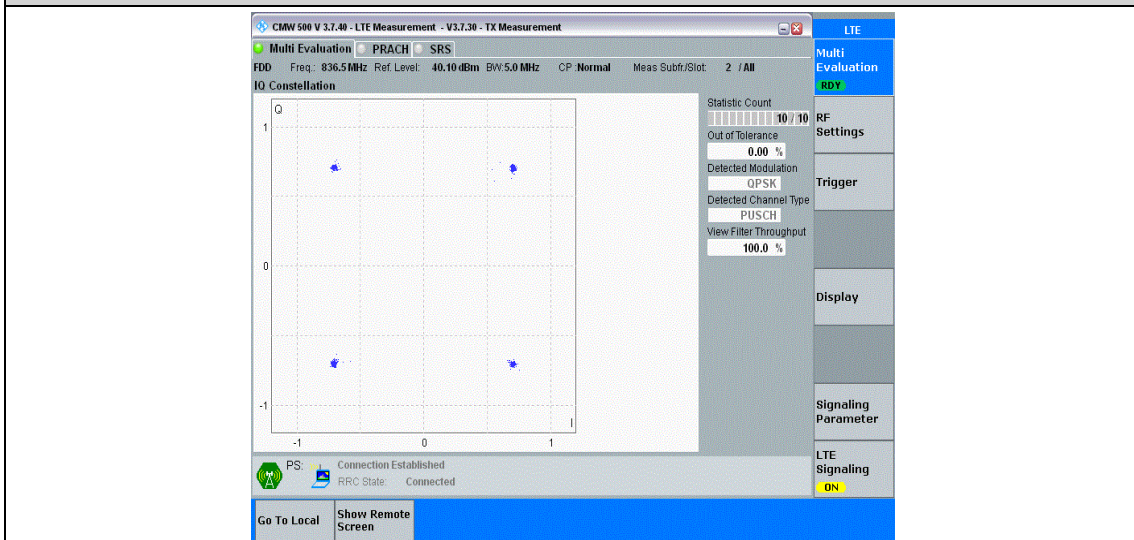 CMW 500 V 3.7.40 - LTE Measurement - V3.7.30 - TX Measurement
LTE
Multi Evaluation PRACH SRS
FDD Freq.: 836.5 MHz Ref. Level: 40.10 dBm BW: 5.0 MHz CP : Normal Meas Subfr./Slot: 2 / All
IQ Constellation
Q
1
0
-1
-1
0
1
I
Statistic Count
10 / 10
Out of Tolerance
0.00 %
Detected Modulation
QPSK
Detected Channel Type
PUSCH
View Filter Throughput
100.0 %
Multi
Evaluation
RDY
RF
Settings
Trigger
Display
Signaling
Parameter
LTE
Signaling
ON
PS:
Connection Established
RRC State: Connected
Go To Local
Show Remote
Screen